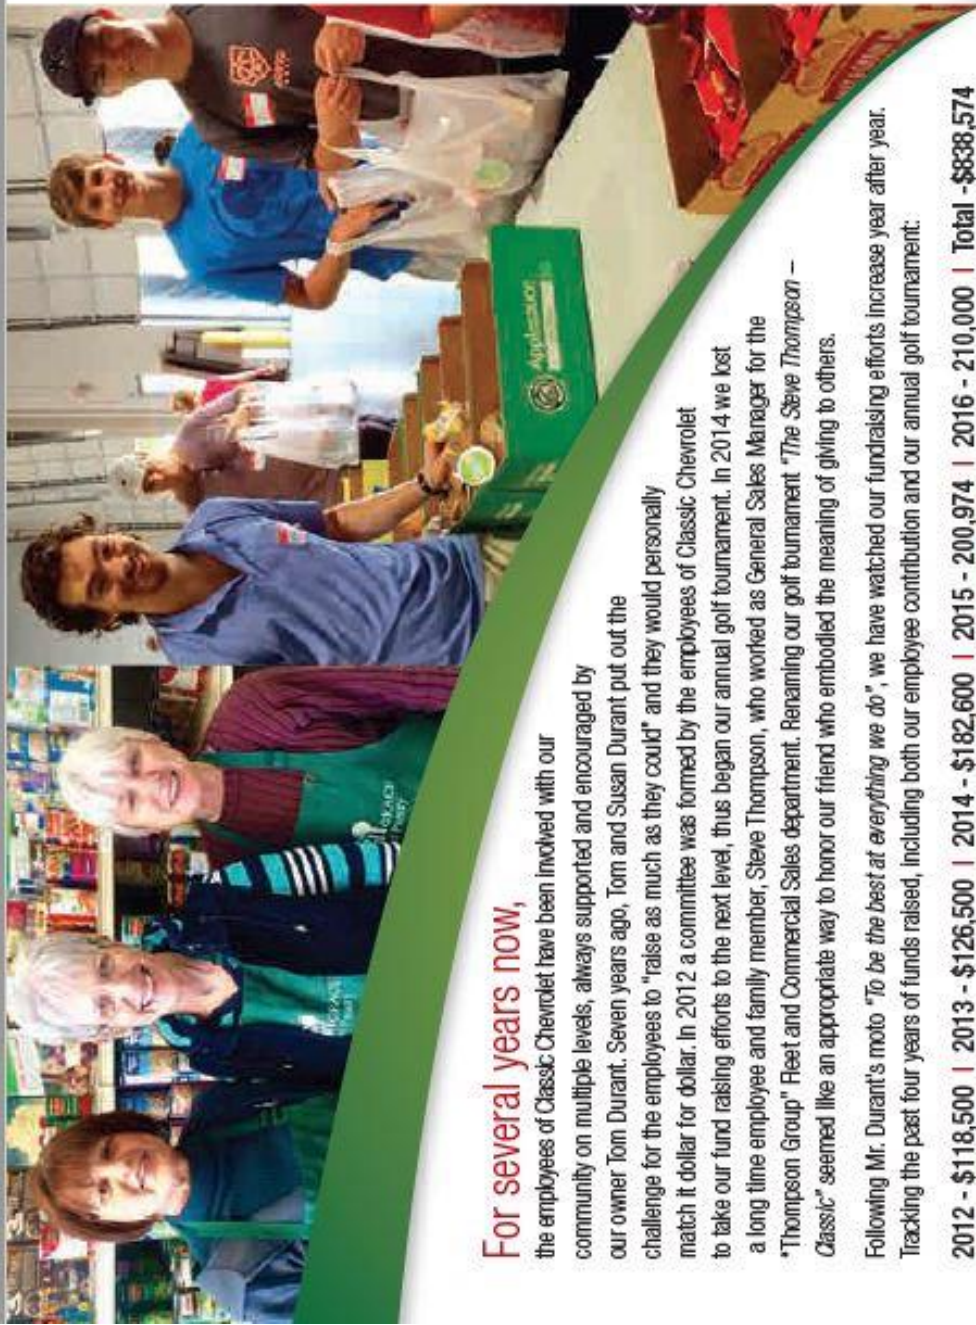 For several years now,
the employees of Classic Chevrolet have been involved with our
community on multiple levels, always supported and encouraged by
our owner Tom Durant. Seven years ago, Tom and Susan Durant put out the
challenge for the employees to "raise as much as they could" and they would personally
match it dollar for dollar. In 2012 a committee was formed by the employees of Classic Chevrolet
to take our fund raising efforts to the next level, thus began our annual golf tournament. In 2014 we lost
a long time employee and family member, Steve Thompson, who worked as General Sales Manager for the
"Thompson Group" Fleet and Commercial Sales department. Renaming our golf tournament "The Steve Thompson –
Classic" seemed like an appropriate way to honor our friend who embodied the meaning of giving to others.
Following Mr. Durant's moto "To be the best at everything we do", we have watched our fundraising efforts increase year after year.
Tracking the past four years of funds raised, including both our employee contribution and our annual golf tournament:
2012 - $118,500 | 2013 - $126,500 | 2014 - $182,600 | 2015 - 200,974 | 2016 - 210,000 | Total -$838,574
Applesauce